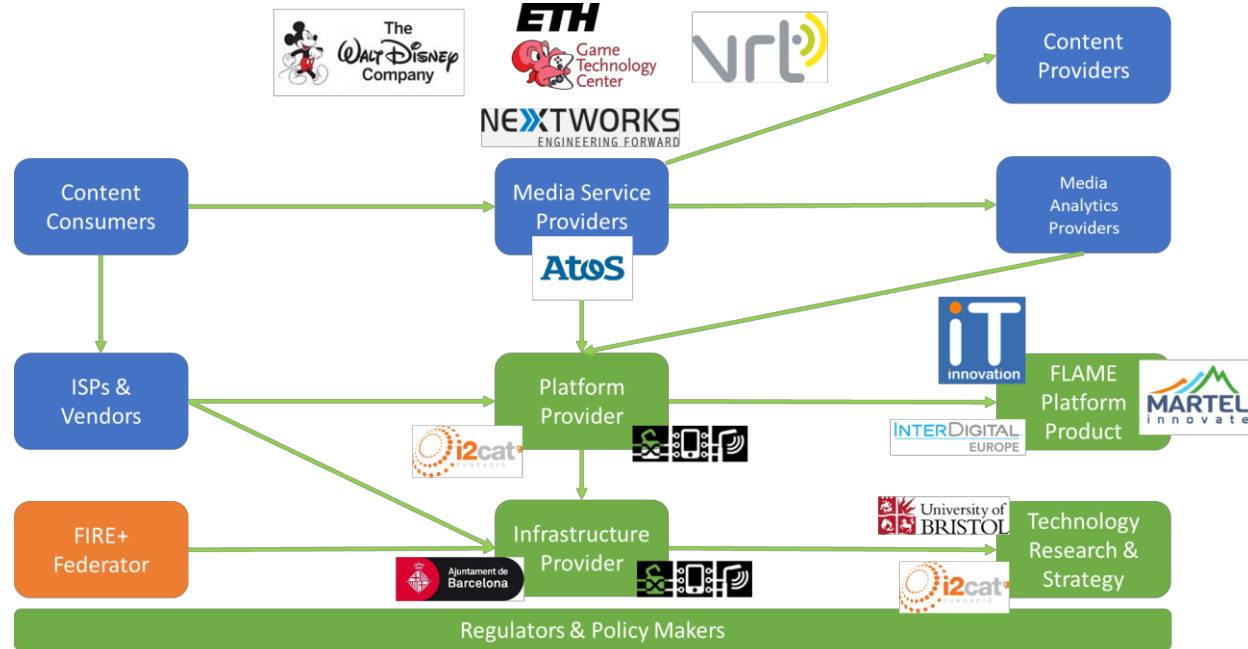 The
WALT DISNEY
Company
ETH
Game
Technology
Center
vrt
Content
Providers
NEXTWORKS
ENGINEERING FORWARD
Content
Consumers
Media Service
Providers
Media
Analytics
Providers
Atos
iT
innovation
ISPs &
Vendors
Platform
Provider
FLAME
Platform
Product
MARTEL
innovate
i2cat
FUNDACIÓ
INTERDIGITAL
EUROPE
FIRE+
Federator
Infrastructure
Provider
University of
BRISTOL
Technology
Research &
Strategy
Ajuntament de
Barcelona
i2cat
FUNDACIÓ
Regulators & Policy Makers